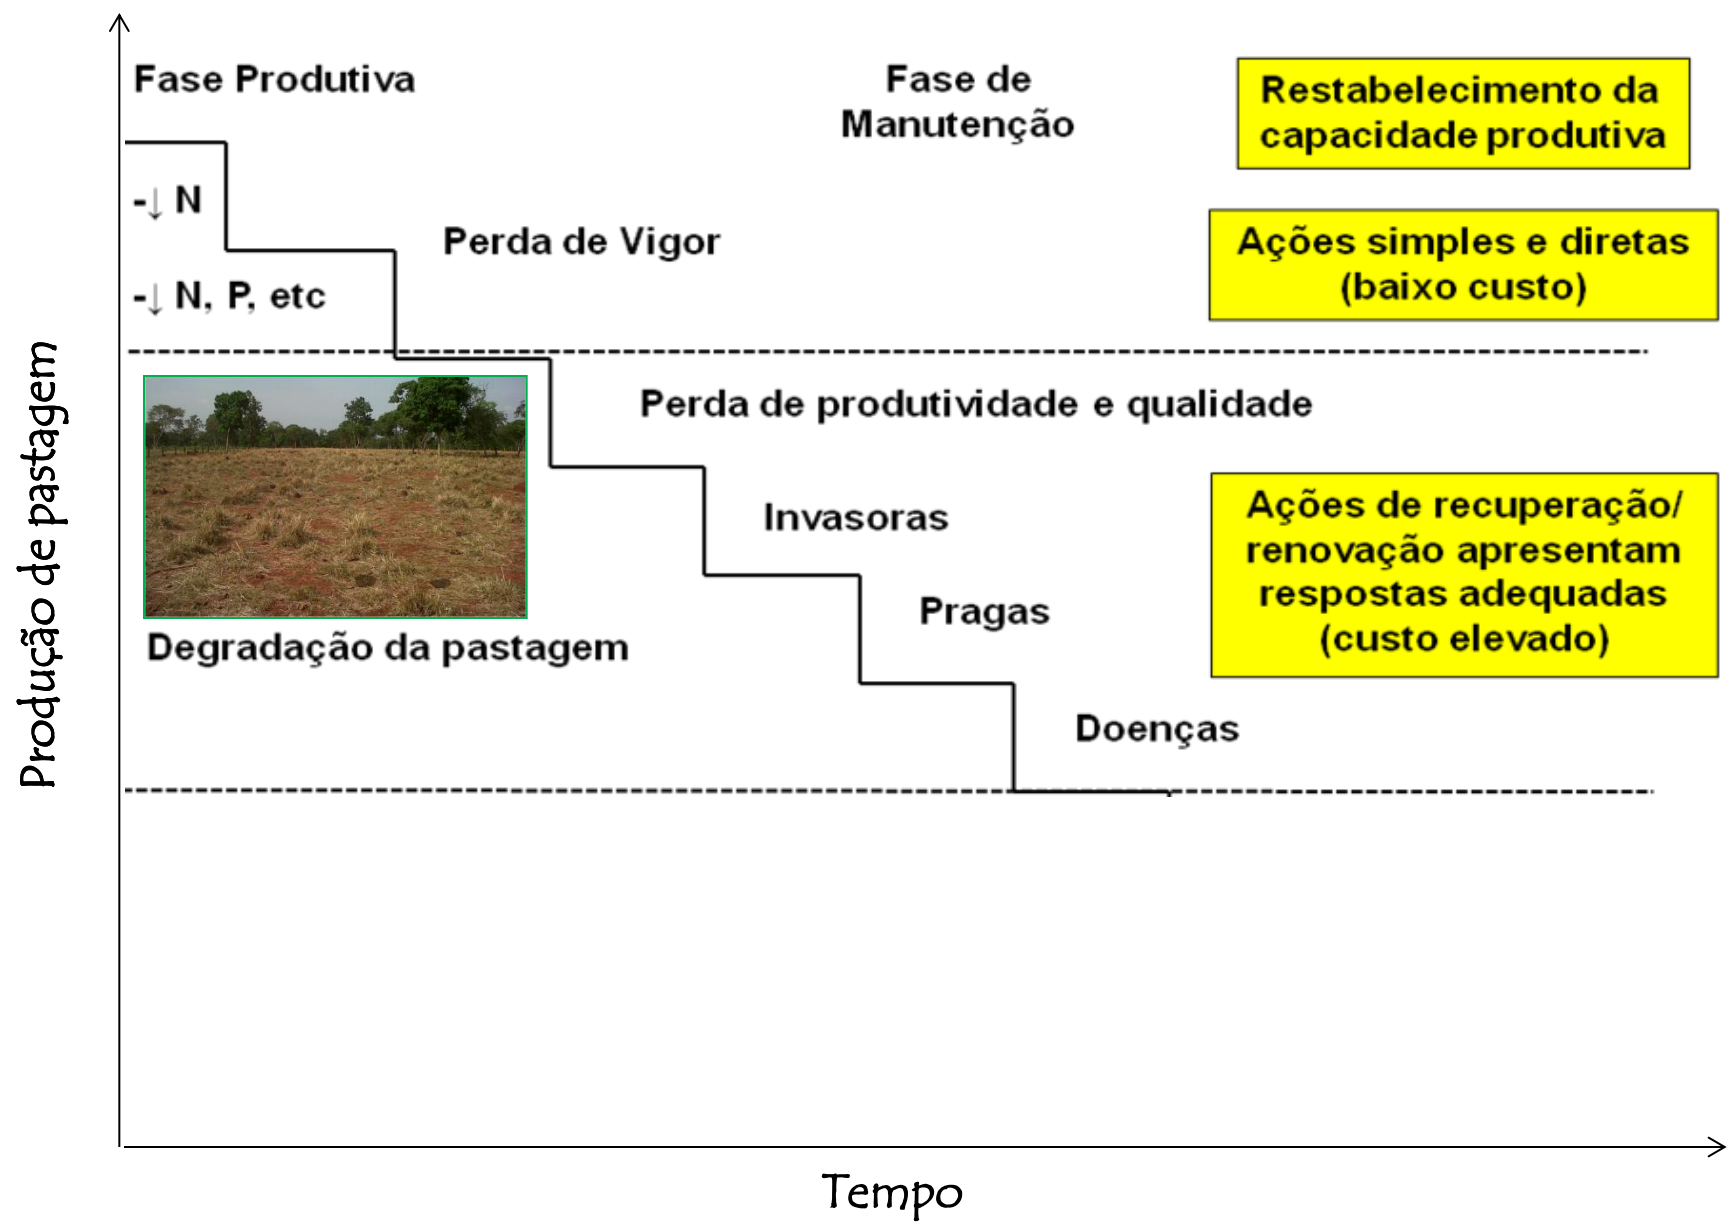 Fase Produtiva
Fase de
Manutenção
Restabelecimento da
capacidade produtiva
-↓ N
Perda de Vigor
Ações simples e diretas
(baixo custo)
-↓ N, P, etc
Perda de produtividade e qualidade
Invasoras
Ações de recuperação/
renovação apresentam
respostas adequadas
(custo elevado)
Pragas
Degradação da pastagem
Doenças
Produção de pastagem
Tempo